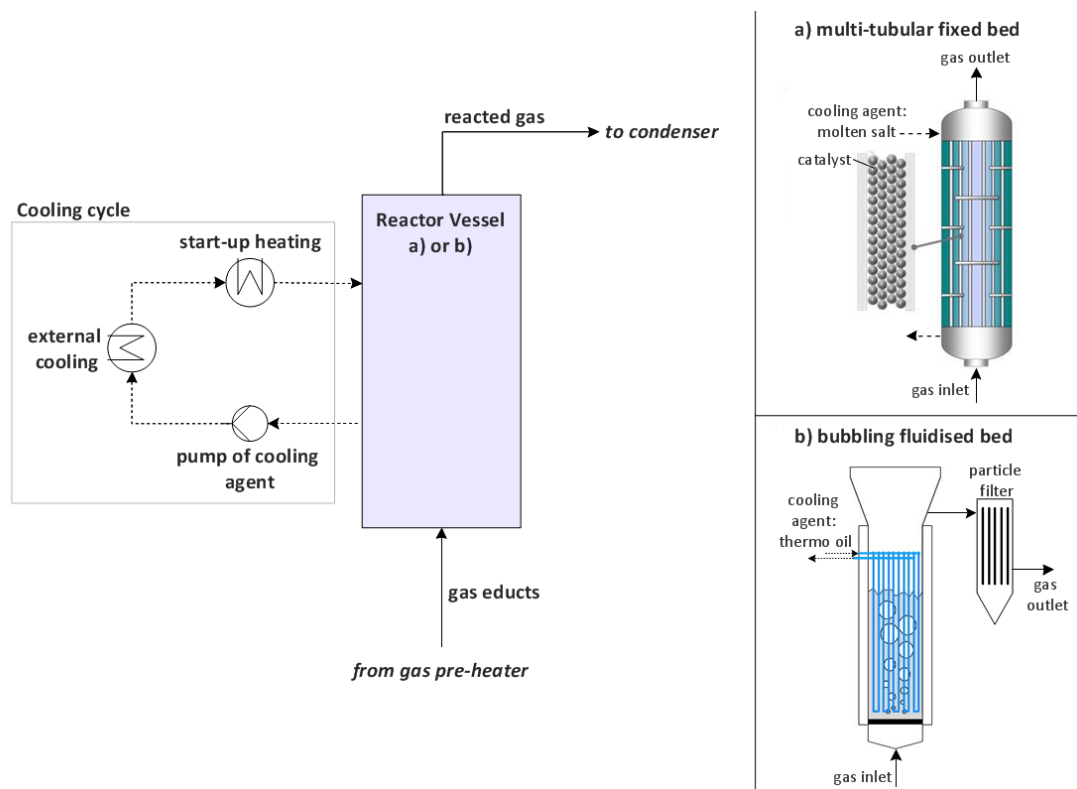 reacted gas
to condenser
Cooling cycle
start-up heating
Reactor Vessel
a) or b)
external
cooling
pump of cooling
agent
gas educts
from gas pre-heater
a) multi-tubular fixed bed
gas outlet
cooling agent:
molten salt
catalyst
gas inlet
b) bubbling fluidised bed
particle
filter
cooling
agent:
thermo oil
gas
outlet
gas inlet